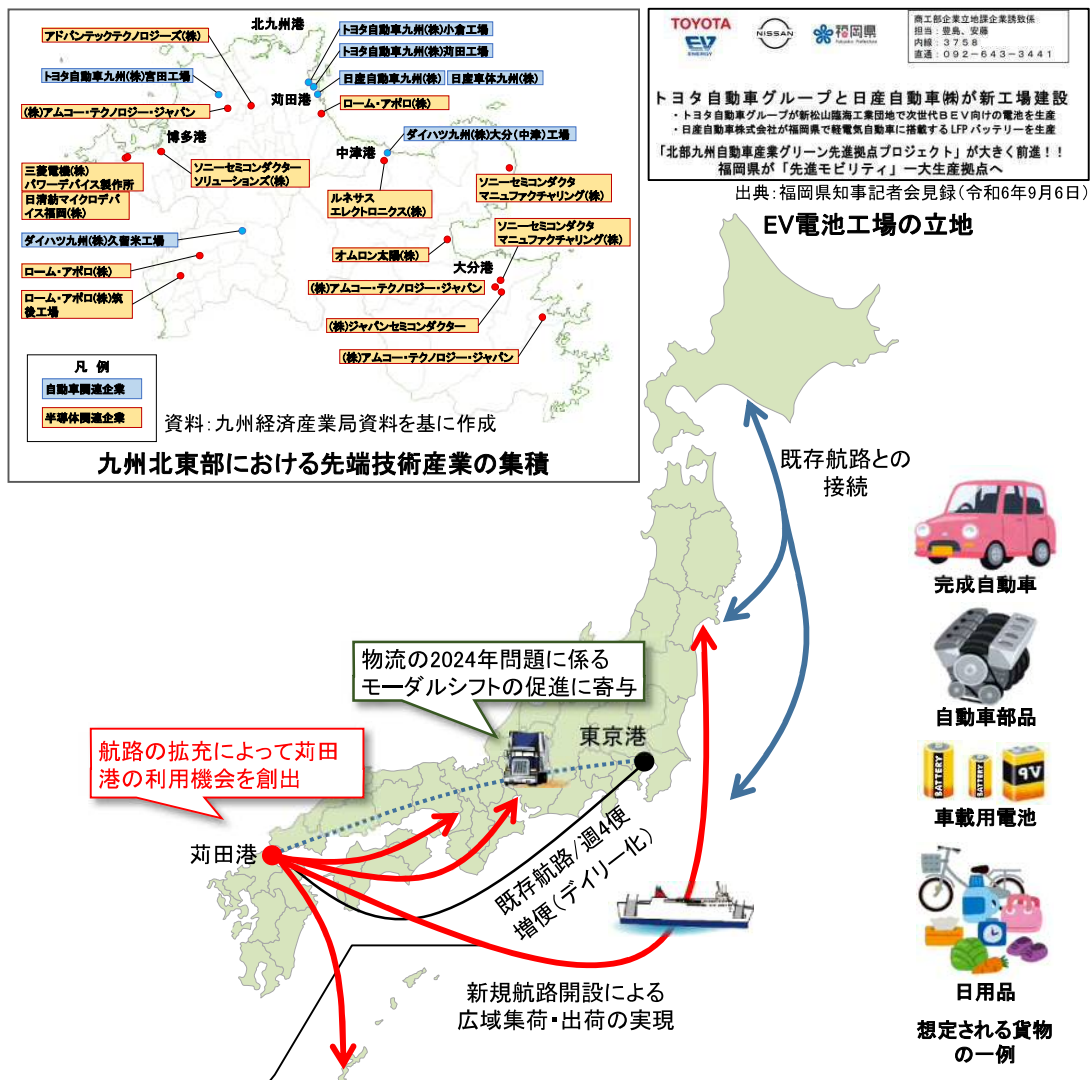 北九州港
アドバンテックテクノロジーズ(株)
トヨタ自動車九州(株)小倉工場
トヨタ自動車九州(株)苅田工場
トヨタ自動車九州(株)宮田工場
日産自動車九州(株)
日産車体九州(株)
苅田港
(株)アムコー・テクノロジー・ジャパン
ローム・アポロ(株)
博多港
中津港
ダイハツ九州(株)大分(中津)工場
三菱電機(株)
パワーデバイス製作所
日清紡マイクロデバ
イス福岡(株)
ソニーセミコンダクター
ソリューションズ(株)
ルネサス
エレクトロニクス(株)
ソニーセミコンダクタ
マニュファクチャリング(株)
ソニーセミコンダクタ
マニュファクチャリング(株)
ダイハツ九州(株)久留米工場
オムロン太陽(株)
大分港
ローム・アポロ(株)
(株)アムコー・テクノロジー・ジャパン
ローム・アポロ(株)筑
後工場
(株)ジャパンセミコンダクター
(株)アムコー・テクノロジー・ジャパン
凡 例
自動車関連企業
半導体関連企業
資料:九州経済産業局資料を基に作成
九州北東部における先端技術産業の集積
TOYOTA
EV
ENERGY
NISSAN
福岡県
Fukuoka Prefecture
商工部企業立地課企業誘致係
担当:豊島、安藤
内線:3758
直通:092-643-3441
トヨタ自動車グループと日産自動車㈱が新工場建設
・トヨタ自動車グループが新松山臨海工業団地で次世代BEV向けの電池を生産
・日産自動車株式会社が福岡県で軽電気自動車に搭載するLFPバッテリーを生産
「北部九州自動車産業グリーン先進拠点プロジェクト」が大きく前進!!
福岡県が「先進モビリティ」一大生産拠点へ
出典:福岡県知事記者会見録(令和6年9月6日)
EV電池工場の立地
既存航路との
接続
完成自動車
自動車部品
BATTERY
BATTERY
9V
車載用電池
日用品
想定される貨物
の一例
物流の2024年問題に係る
モーダルシフトの促進に寄与
東京港
航路の拡充によって苅田
港の利用機会を創出
苅田港
既存航路/週4便
増便(デイリー化)
新規航路開設による
広域集荷・出荷の実現